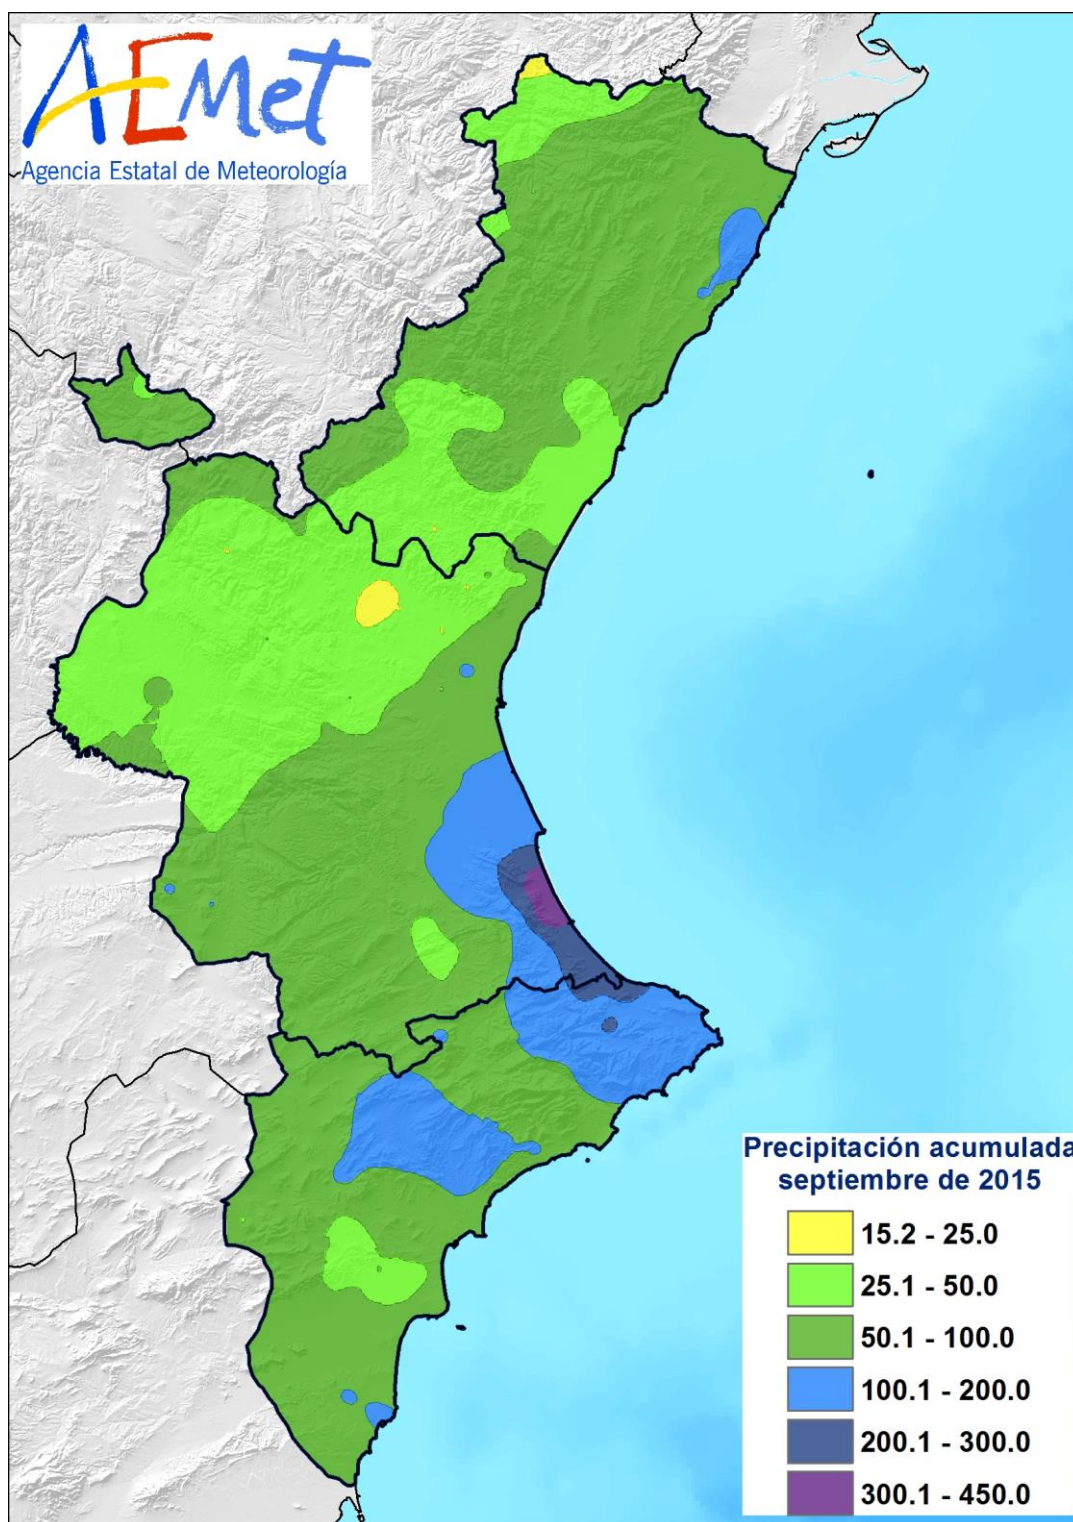 AEMet
Agencia Estatal de Meteorología
Precipitación acumulada
septiembre de 2015
15.2 - 25.0
25.1 - 50.0
50.1 - 100.0
100.1 - 200.0
200.1 - 300.0
300.1 - 450.0